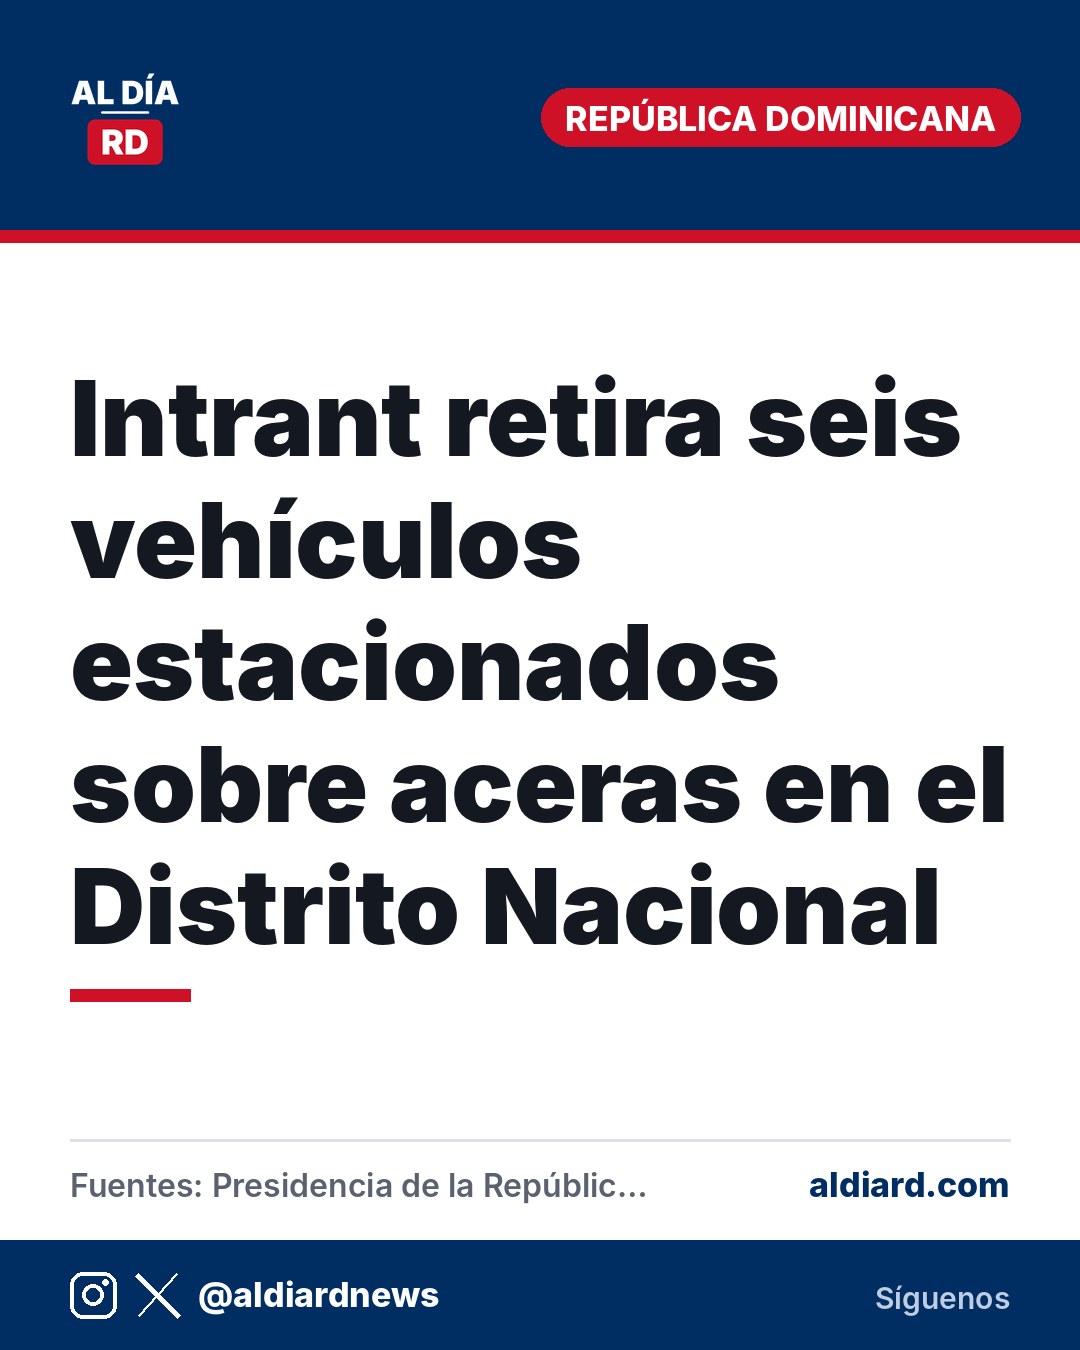 AL DÍA
RD
REPÚBLICA DOMINICANA
Intrant retira seis
vehículos
estacionados
sobre aceras en el
Distrito Nacional
Fuentes: Presidencia de la Repúblic...
aldiard.com
@aldiardnews
Síguenos